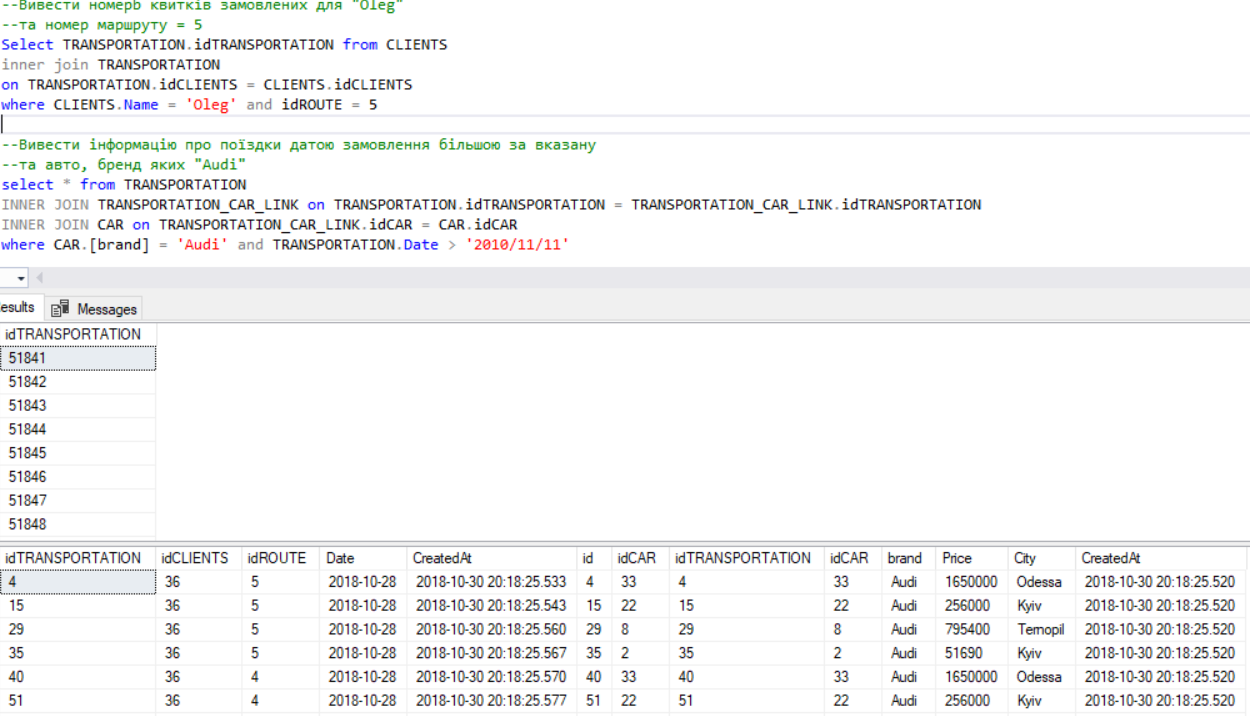 --Вивести номерb квитків замовлених для "Oleg"
--та номер маршруту = 5
Select TRANSPORTATION.idTRANSPORTATION from CLIENTS
inner join TRANSPORTATION
on TRANSPORTATION.idCLIENTS = CLIENTS.idCLIENTS
where CLIENTS.Name = 'Oleg' and idROUTE = 5
--Вивести інформацію про поїздки датою замовлення більшою за вказану
--та авто, бренд яких "Audi"
select * from TRANSPORTATION
INNER JOIN TRANSPORTATION_CAR_LINK on TRANSPORTATION.idTRANSPORTATION = TRANSPORTATION_CAR_LINK.idTRANSPORTATION
INNER JOIN CAR on TRANSPORTATION_CAR_LINK.idCAR = CAR.idCAR
where CAR.[brand] = 'Audi' and TRANSPORTATION.Date > '2010/11/11'
esults Messages
idTRANSPORTATION
51841
51842
51843
51844
51845
51846
51847
51848
idTRANSPORTATION idCLIENTS idROUTE Date CreatedAt id idCAR idTRANSPORTATION idCAR brand Price City CreatedAt
4 36 5 2018-10-28 2018-10-30 20:18:25.533 4 33 4 33 Audi 1650000 Odessa 2018-10-30 20:18:25.520
15 36 5 2018-10-28 2018-10-30 20:18:25.543 15 22 15 22 Audi 256000 Kyiv 2018-10-30 20:18:25.520
29 36 5 2018-10-28 2018-10-30 20:18:25.560 29 8 29 8 Audi 795400 Ternopil 2018-10-30 20:18:25.520
35 36 5 2018-10-28 2018-10-30 20:18:25.567 35 2 35 2 Audi 51690 Kyiv 2018-10-30 20:18:25.520
40 36 4 2018-10-28 2018-10-30 20:18:25.570 40 33 40 33 Audi 1650000 Odessa 2018-10-30 20:18:25.520
51 36 4 2018-10-28 2018-10-30 20:18:25.577 51 22 51 22 Audi 256000 Kyiv 2018-10-30 20:18:25.520